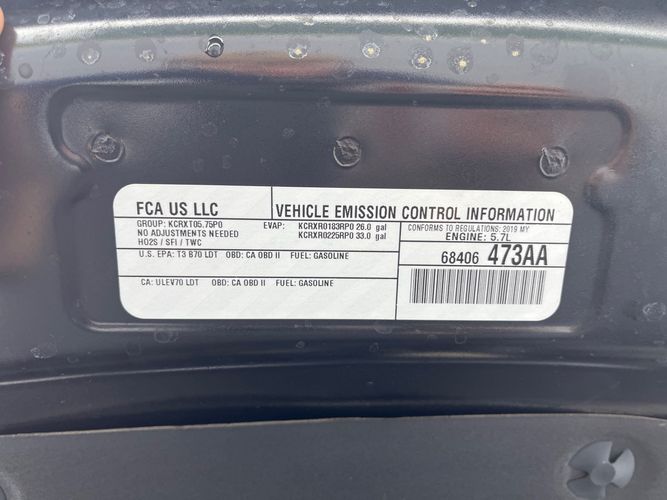 FCA US LLC
VEHICLE EMISSION CONTROL INFORMATION
GROUP: KCRXT05.75P0
NO ADJUSTMENTS NEEDED
HO2S / SFI / TWC
EVAP: KCRXR0183RP0 26.0 gal
KCRXR0225RP0 33.0 gal
CONFORMS TO REGULATIONS: 2019 MY
ENGINE: 5.7L
U.S. EPA: T3 B70 LDT OBD: CA OBD II FUEL: GASOLINE
68406 473AA
CA: ULEV70 LDT OBD: CA OBD II FUEL: GASOLINE